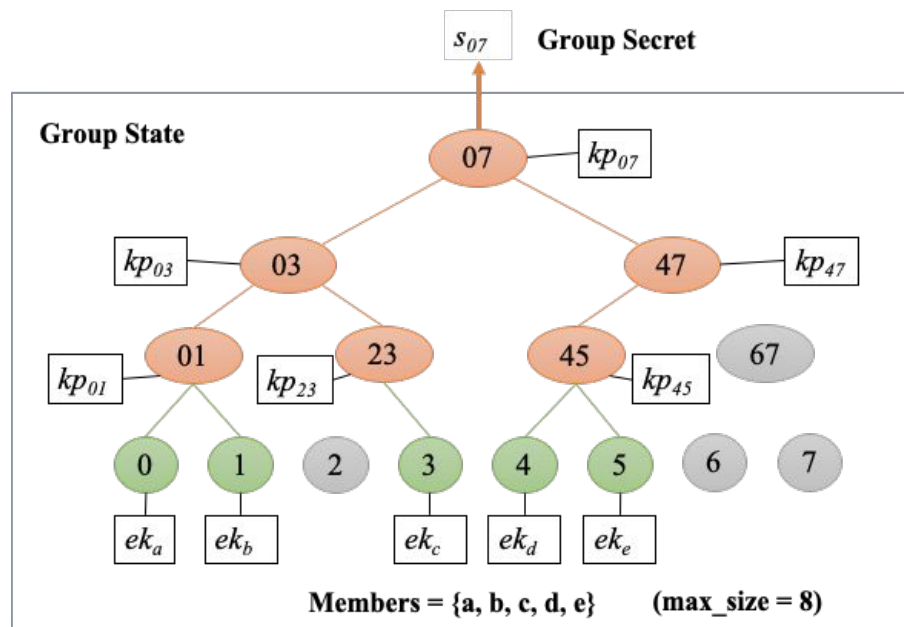 s07 Group Secret
Group State
07
kp07
kp03
03
47
kp47
01
23
45
67
kp01
kp23
kp45
0 1 2 3 4 5 6 7
eka ekb ekc ekd eke
Members = {a, b, c, d, e} (max_size = 8)